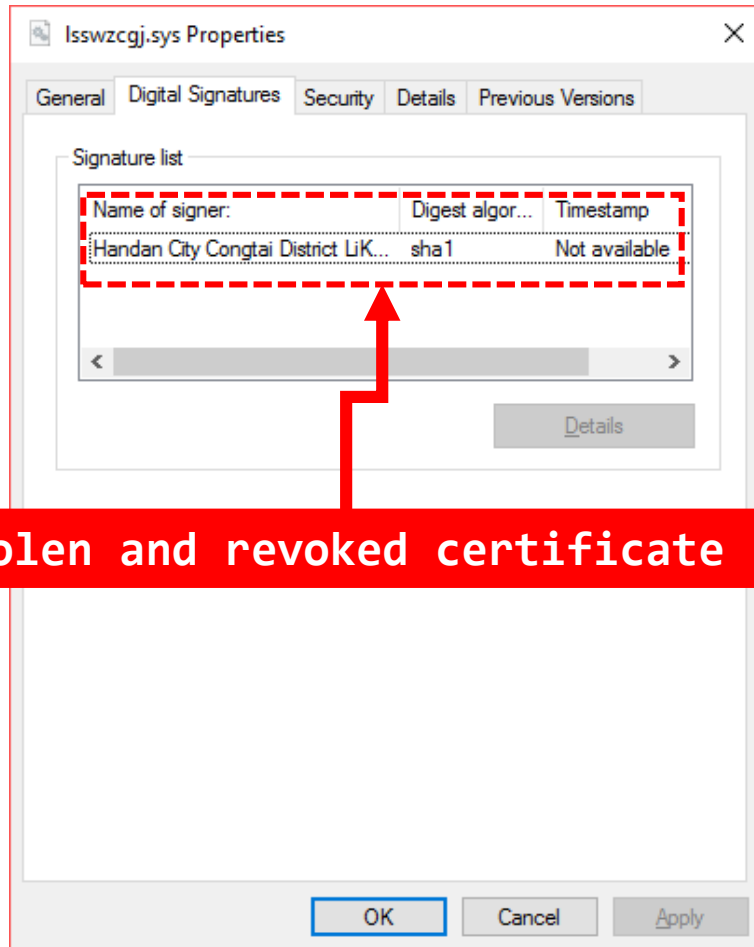 lsswzcgj.sys Properties
General Digital Signatures Security Details Previous Versions
Signature list
Name of signer: Digest algor... Timestamp
Handan City Congtai District LiK... sha1 Not available
Details
olen and revoked certificate
OK Cancel Apply